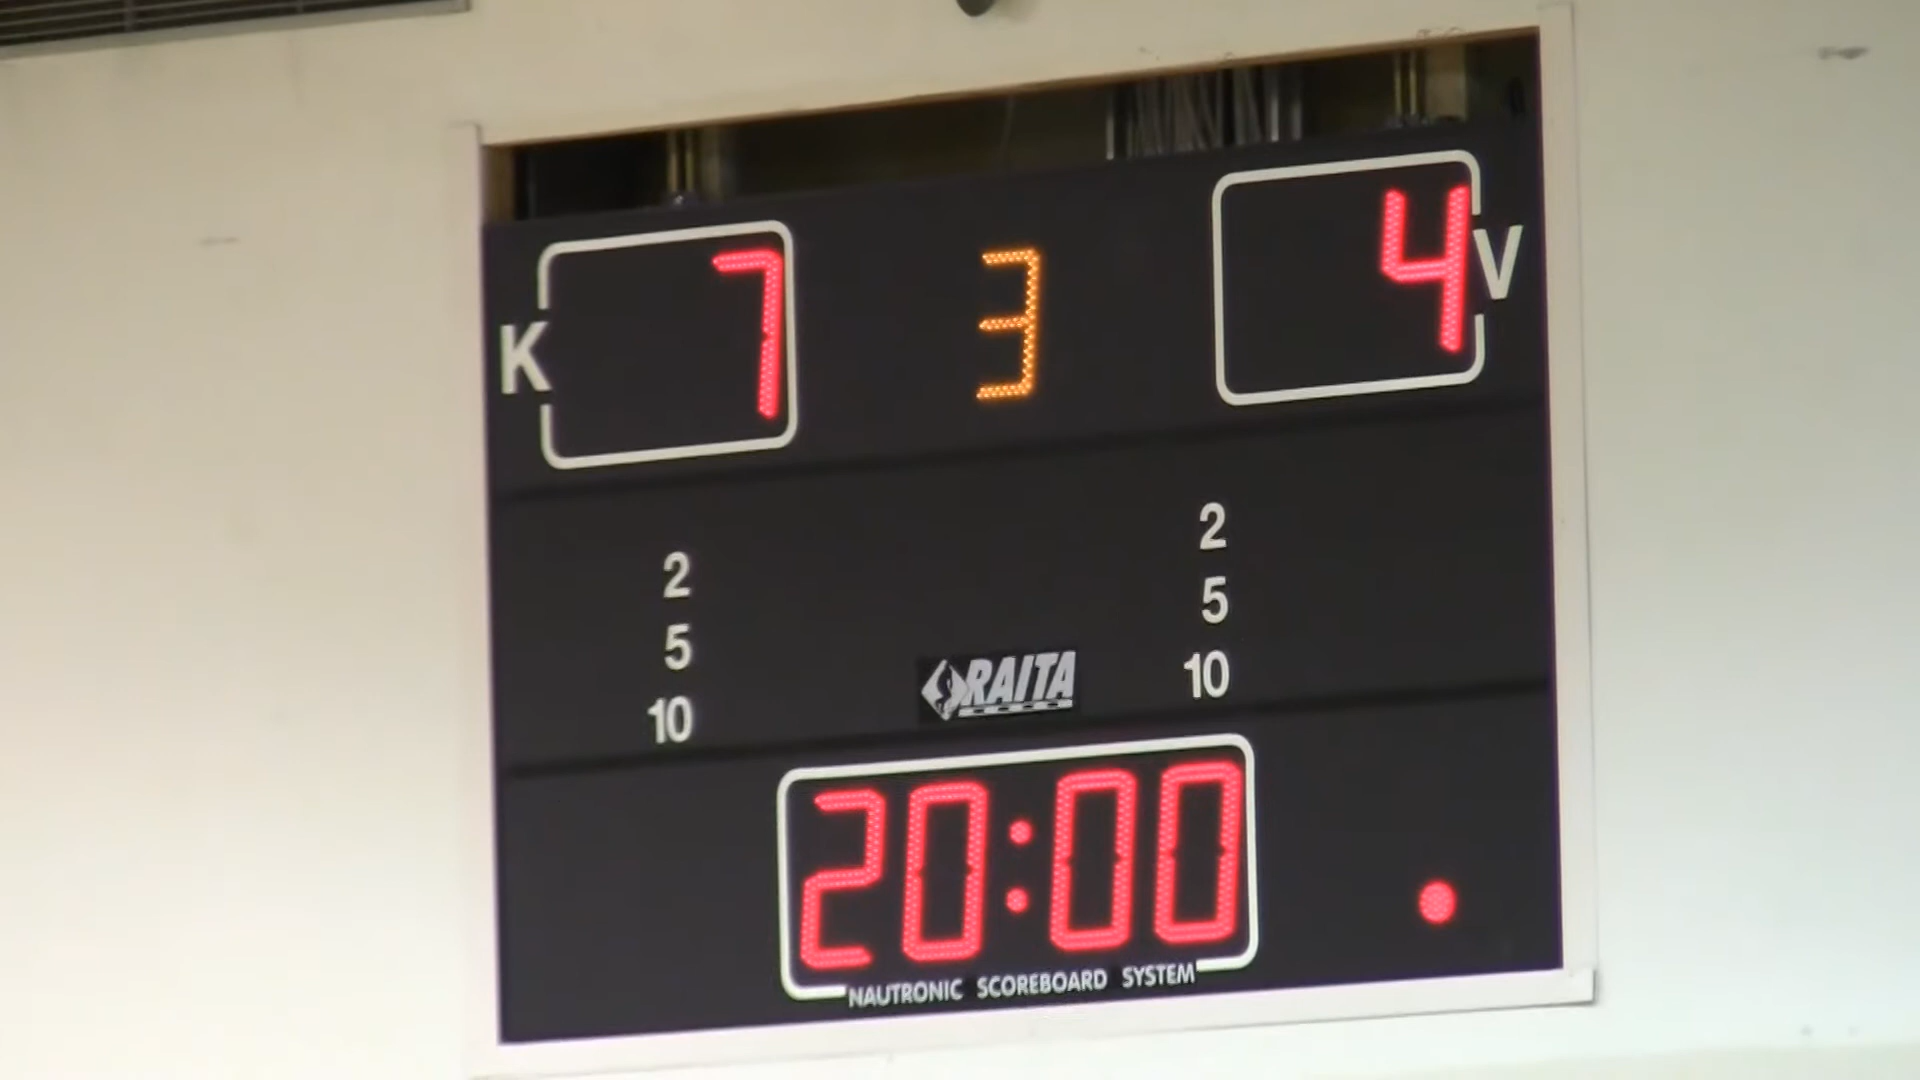 K 7 3 4 V
2 2
5 5
10 RAITA 10
20:00
NAUTRONIC SCOREBOARD SYSTEM